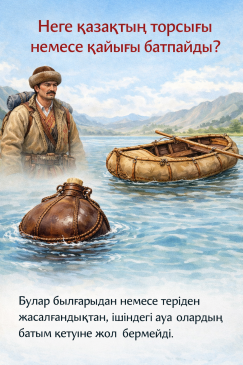 Неге қазақтың торсығы
немесе қайығы батпайды?
Булар былғарыдан немесе теріден
жасалғандықтан, ішіндегі ауа олардың
батым кетуіне жол бермейді.